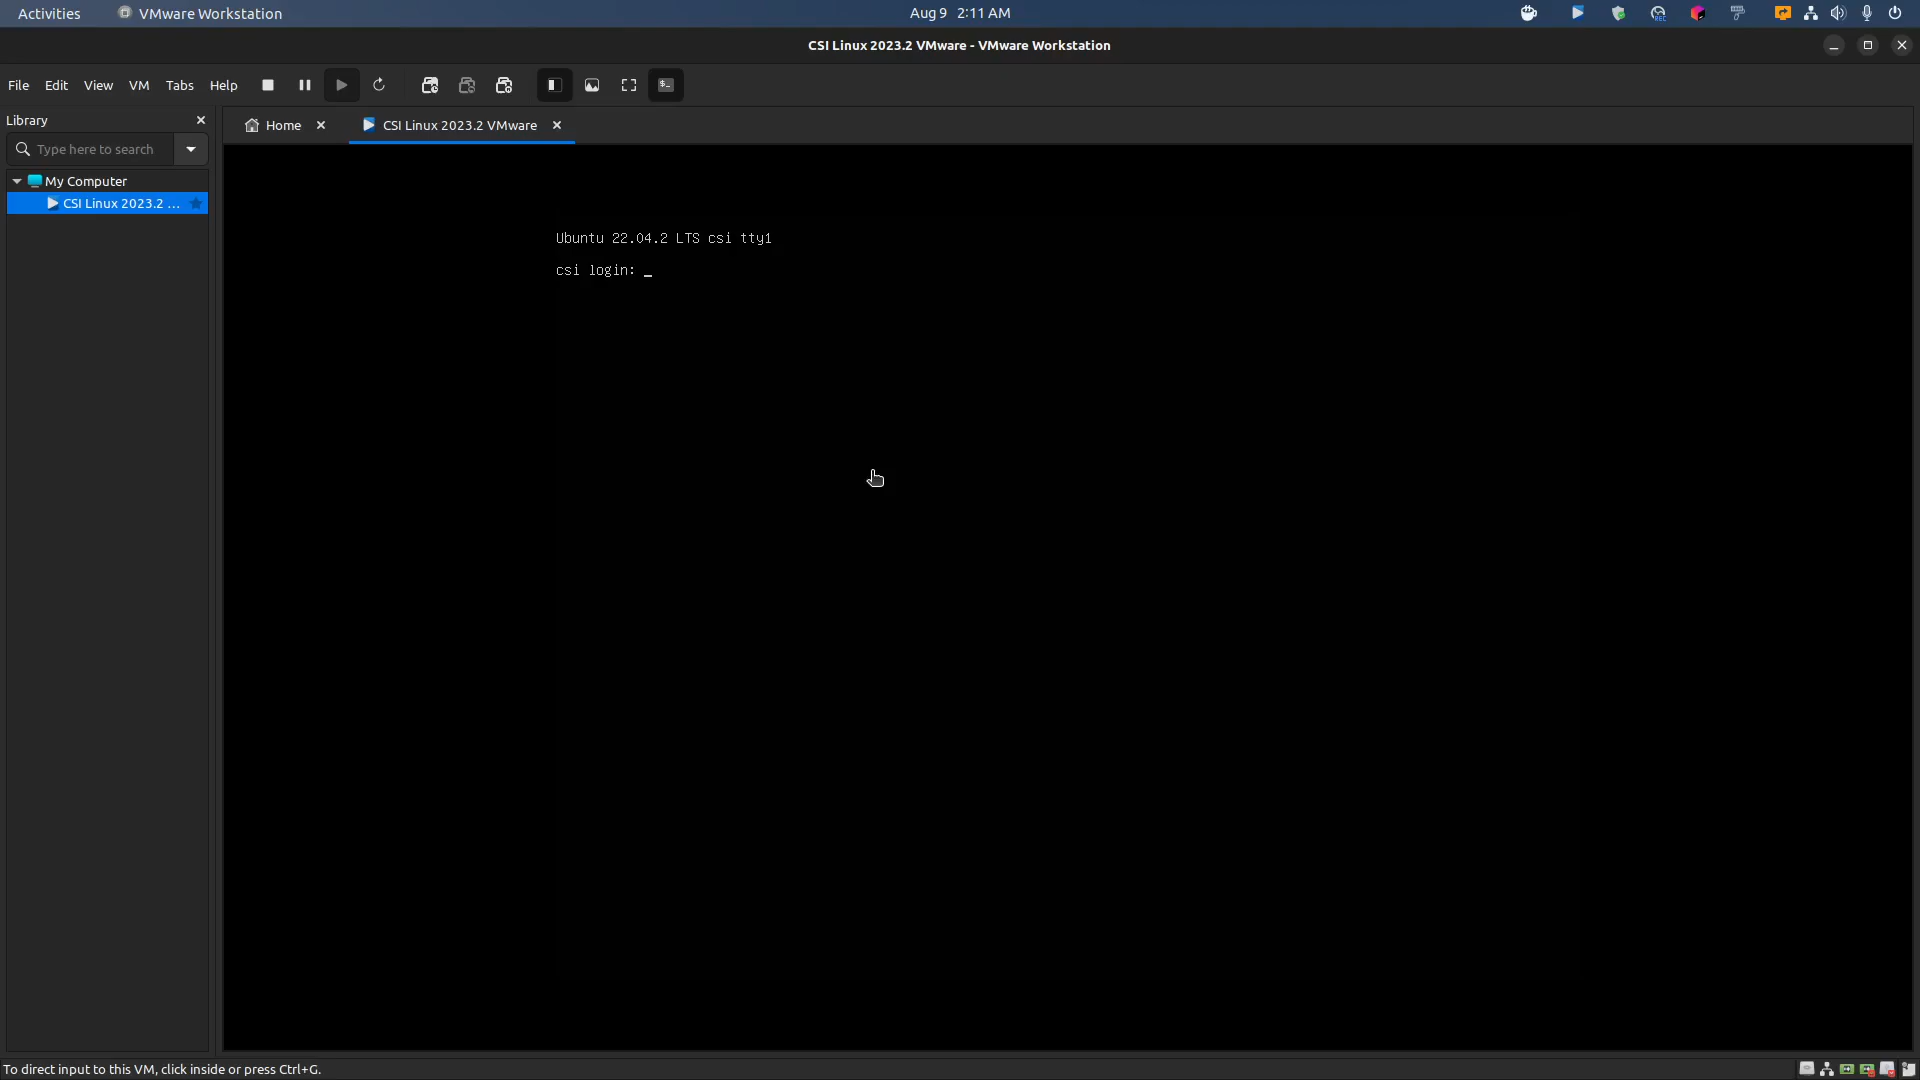 Activities VMware Workstation Aug 9 2:11 AM
CSI Linux 2023.2 VMware - VMware Workstation
File Edit View VM Tabs Help
Library
Home CSI Linux 2023.2 VMware
Type here to search
My Computer
CSI Linux 2023.2 ...
Ubuntu 22.04.2 LTS csi tty1
csi login: _
To direct input to this VM, click inside or press Ctrl+G.